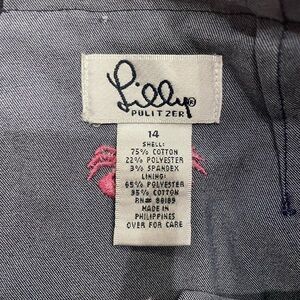 Lilly®
PULITZER
14
SHELL:
75% COTTON
22% POLYESTER
3% SPANDEX
LINING:
65% POLYESTER
35% COTTON
RN# 98189
MADE IN
PHILIPPINES
OVER FOR CARE